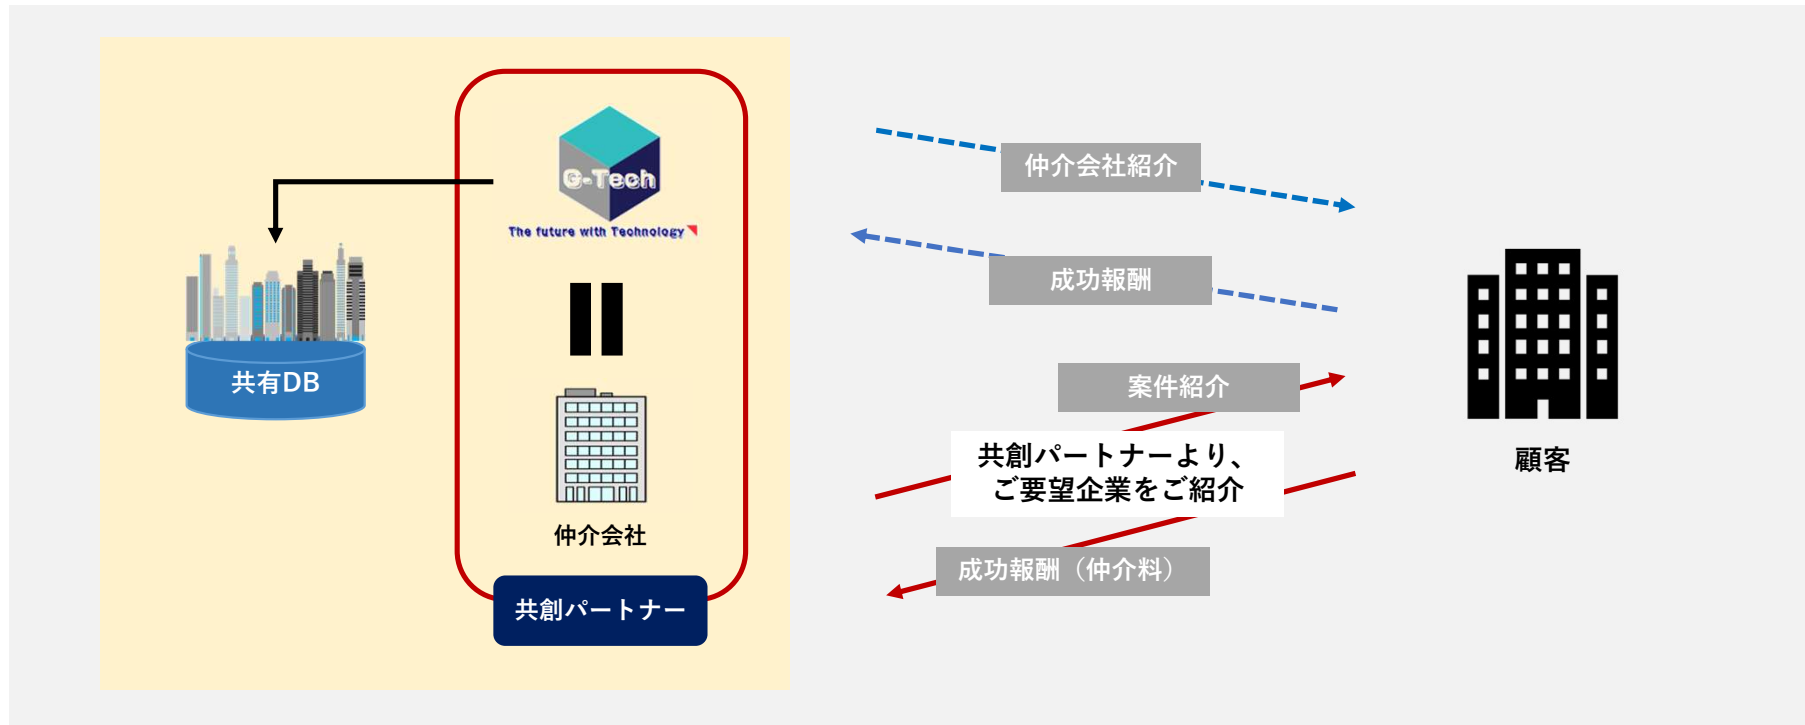 G-Tech
The future with Technology
共有DB
仲介会社
共創パートナー
仲介会社紹介
成功報酬
案件紹介
共創パートナーより、
ご要望企業をご紹介
成功報酬（仲介料）
顧客